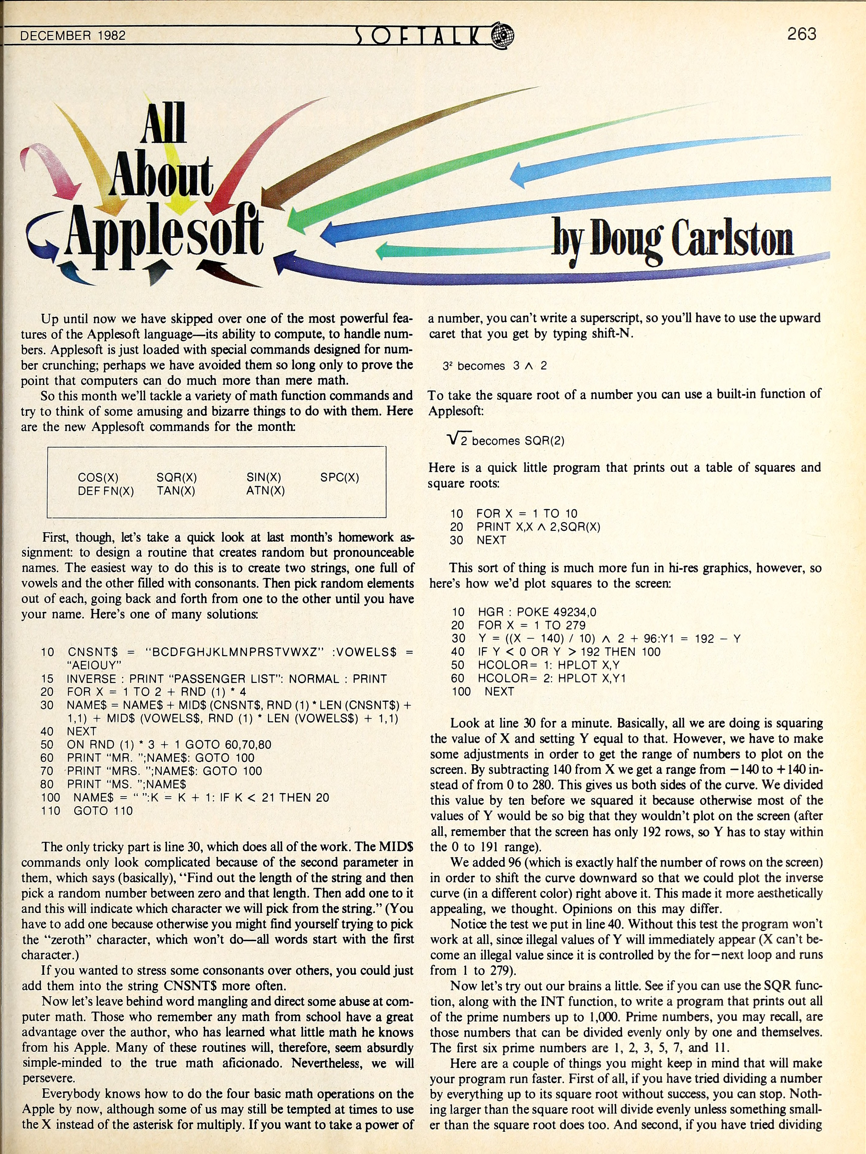 DECEMBER 1982
SOFTALK
263
All
About
Applesoft
by Doug Carlston
Up until now we have skipped over one of the most powerful fea-
tures of the Applesoft language—its ability to compute, to handle num-
bers. Applesoft is just loaded with special commands designed for num-
ber crunching; perhaps we have avoided them so long only to prove the
point that computers can do much more than mere math.
So this month we'll tackle a variety of math function commands and
try to think of some amusing and bizarre things to do with them. Here
are the new Applesoft commands for the month:
COS(X) SQR(X) SIN(X) SPC(X)
DEF FN(X) TAN(X) ATN(X)
First, though, let's take a quick look at last month's homework as-
signment: to design a routine that creates random but pronounceable
names. The easiest way to do this is to create two strings, one full of
vowels and the other filled with consonants. Then pick random elements
out of each, going back and forth from one to the other until you have
your name. Here's one of many solutions:
10 CNSNT$ = "BCDFGHJKLMNPRSTVWXZ" :VOWELS$ =
"AEIOUY"
15 INVERSE : PRINT "PASSENGER LIST": NORMAL : PRINT
20 FOR X = 1 TO 2 + RND (1) * 4
30 NAME$ = NAME$ + MID$ (CNSNT$, RND (1) * LEN (CNSNT$) +
1,1) + MID$ (VOWELS$, RND (1) * LEN (VOWELS$) + 1,1)
40 NEXT
50 ON RND (1) * 3 + 1 GOTO 60,70,80
60 PRINT "MR. ";NAME$: GOTO 100
70 PRINT "MRS. ";NAME$: GOTO 100
80 PRINT "MS. ";NAME$
100 NAME$ = " ":K = K + 1: IF K < 21 THEN 20
110 GOTO 110
The only tricky part is line 30, which does all of the work. The MID$
commands only look complicated because of the second parameter in
them, which says (basically), "Find out the length of the string and then
pick a random number between zero and that length. Then add one to it
and this will indicate which character we will pick from the string." (You
have to add one because otherwise you might find yourself trying to pick
the "zeroth" character, which won't do—all words start with the first
character.)
If you wanted to stress some consonants over others, you could just
add them into the string CNSNT$ more often.
Now let's leave behind word mangling and direct some abuse at com-
puter math. Those who remember any math from school have a great
advantage over the author, who has learned what little math he knows
from his Apple. Many of these routines will, therefore, seem absurdly
simple-minded to the true math aficionado. Nevertheless, we will
persevere.
Everybody knows how to do the four basic math operations on the
Apple by now, although some of us may still be tempted at times to use
the X instead of the asterisk for multiply. If you want to take a power of
a number, you can't write a superscript, so you'll have to use the upward
caret that you get by typing shift-N.
3² becomes 3 ∧ 2
To take the square root of a number you can use a built-in function of
Applesoft:
√2 becomes SQR(2)
Here is a quick little program that prints out a table of squares and
square roots:
10 FOR X = 1 TO 10
20 PRINT X,X ∧ 2,SQR(X)
30 NEXT
This sort of thing is much more fun in hi-res graphics, however, so
here's how we'd plot squares to the screen:
10 HGR : POKE 49234,0
20 FOR X = 1 TO 279
30 Y = ((X – 140) / 10) ∧ 2 + 96:Y1 = 192 – Y
40 IF Y < 0 OR Y > 192 THEN 100
50 HCOLOR= 1: HPLOT X,Y
60 HCOLOR= 2: HPLOT X,Y1
100 NEXT
Look at line 30 for a minute. Basically, all we are doing is squaring
the value of X and setting Y equal to that. However, we have to make
some adjustments in order to get the range of numbers to plot on the
screen. By subtracting 140 from X we get a range from –140 to +140 in-
stead of from 0 to 280. This gives us both sides of the curve. We divided
this value by ten before we squared it because otherwise most of the
values of Y would be so big that they wouldn't plot on the screen (after
all, remember that the screen has only 192 rows, so Y has to stay within
the 0 to 191 range).
We added 96 (which is exactly half the number of rows on the screen)
in order to shift the curve downward so that we could plot the inverse
curve (in a different color) right above it. This made it more aesthetically
appealing, we thought. Opinions on this may differ.
Notice the test we put in line 40. Without this test the program won't
work at all, since illegal values of Y will immediately appear (X can't be-
come an illegal value since it is controlled by the for–next loop and runs
from 1 to 279).
Now let's try out our brains a little. See if you can use the SQR func-
tion, along with the INT function, to write a program that prints out all
of the prime numbers up to 1,000. Prime numbers, you may recall, are
those numbers that can be divided evenly only by one and themselves.
The first six prime numbers are 1, 2, 3, 5, 7, and 11.
Here are a couple of things you might keep in mind that will make
your program run faster. First of all, if you have tried dividing a number
by everything up to its square root without success, you can stop. Noth-
ing larger than the square root will divide evenly unless something small-
er than the square root does too. And second, if you have tried dividing